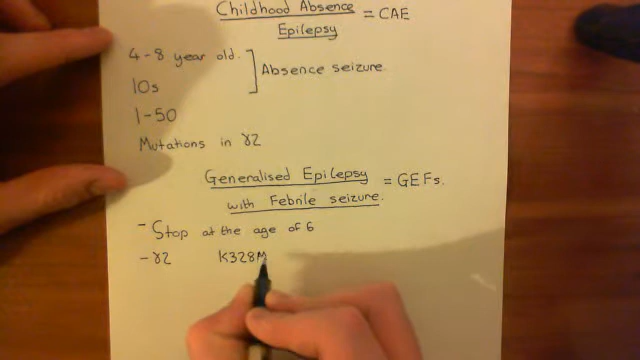 Childhood Absence
Epilepsy = CAE
4-8 year old.
10s
1-50
Absence seizure.
Mutations in γ2
Generalised Epilepsy
with Febrile seizure. = GEFs.
- Stop at the age of 6
- γ2 K328M